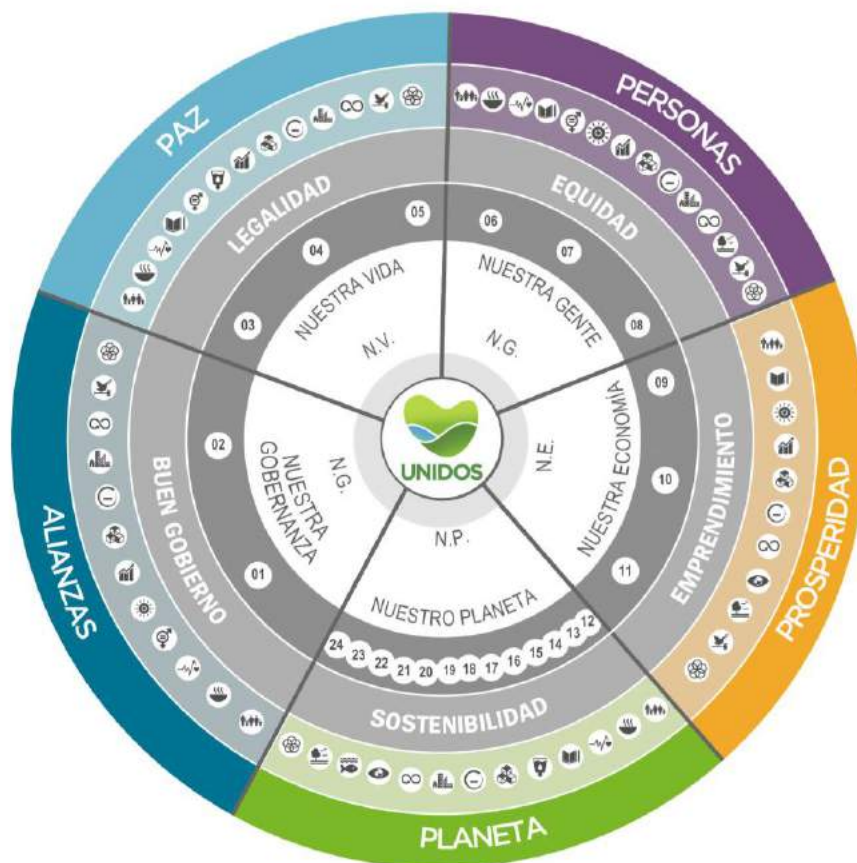 PAZ
PERSONAS
PROSPERIDAD
PLANETA
ALIANZAS
LEGALIDAD
EQUIDAD
EMPRENDIMIENTO
SOSTENIBILIDAD
BUEN GOBIERNO
01
02
03
04
05
06
07
08
09
10
11
12
13
14
15
16
17
18
19
20
21
22
23
24
NUESTRA VIDA
N.V.
NUESTRA GENTE
N.G.
NUESTRA ECONOMÍA
N.E.
NUESTRO PLANETA
N.P.
NUESTRA
GOBERNANZA
N.G.
UNIDOS